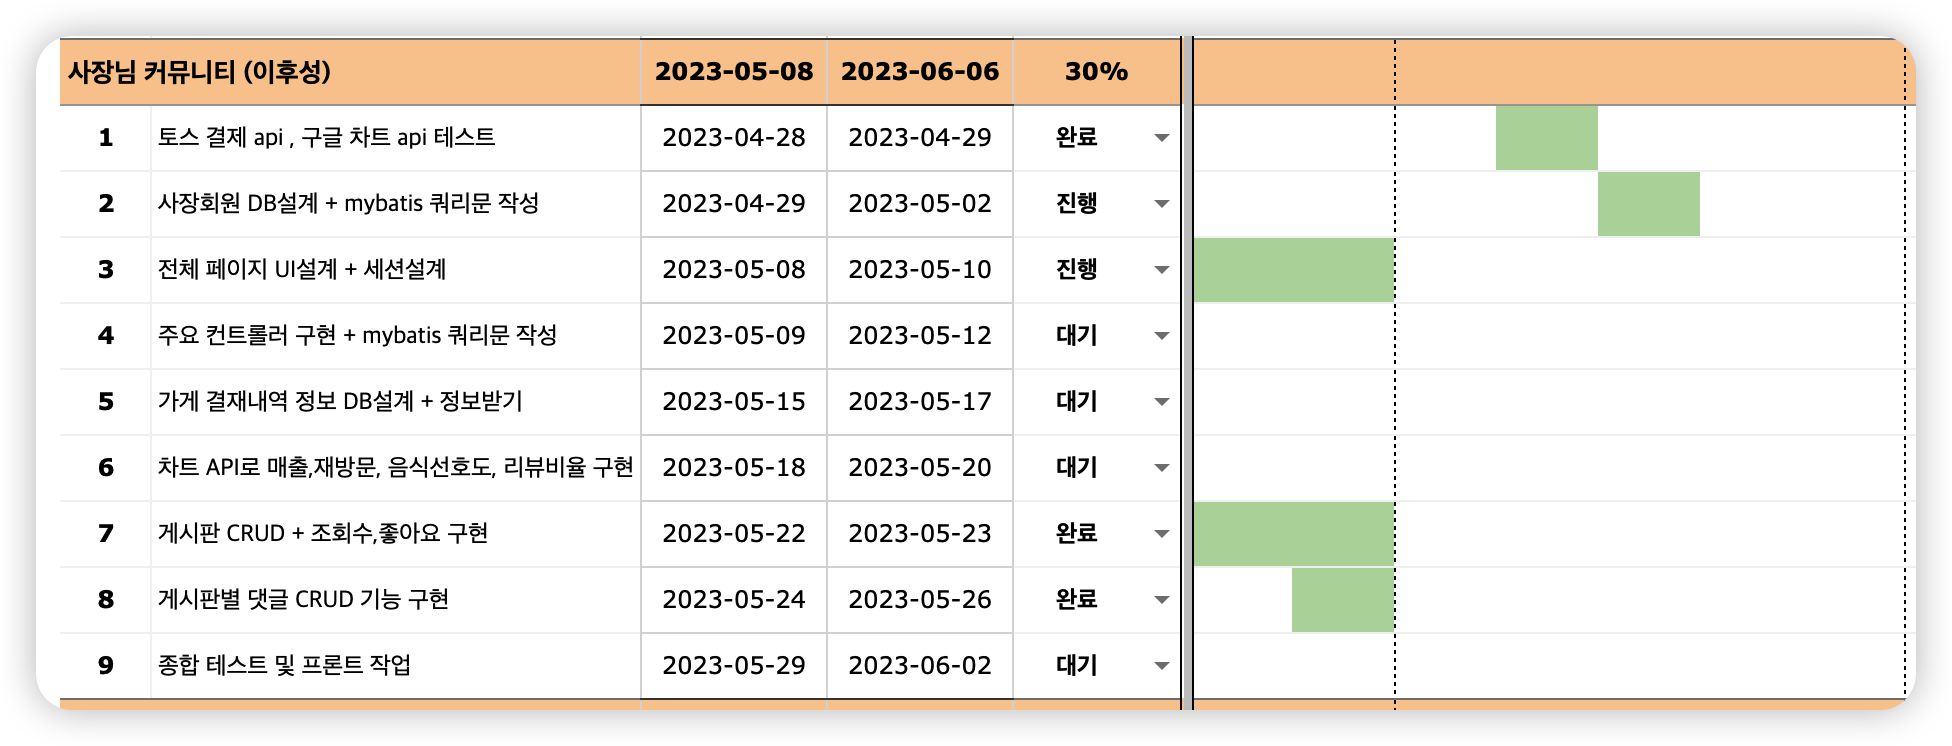 사장님 커뮤니티 (이후성) 2023-05-08 2023-06-06 30%
1 토스 결제 api , 구글 차트 api 테스트 2023-04-28 2023-04-29 완료
2 사장회원 DB설계 + mybatis 쿼리문 작성 2023-04-29 2023-05-02 진행
3 전체 페이지 UI설계 + 세션설계 2023-05-08 2023-05-10 진행
4 주요 컨트롤러 구현 + mybatis 쿼리문 작성 2023-05-09 2023-05-12 대기
5 가게 결재내역 정보 DB설계 + 정보받기 2023-05-15 2023-05-17 대기
6 차트 API로 매출,재방문, 음식선호도, 리뷰비율 구현 2023-05-18 2023-05-20 대기
7 게시판 CRUD + 조회수,좋아요 구현 2023-05-22 2023-05-23 완료
8 게시판별 댓글 CRUD 기능 구현 2023-05-24 2023-05-26 완료
9 종합 테스트 및 프론트 작업 2023-05-29 2023-06-02 대기